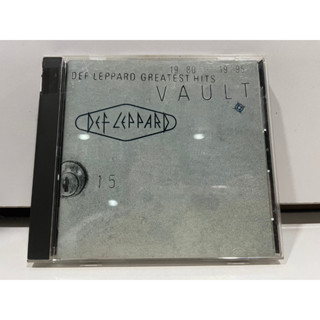 19 80 19 95
DEF LEPPARD GREATEST HITS
VAULT
DEF LEPPARD
15